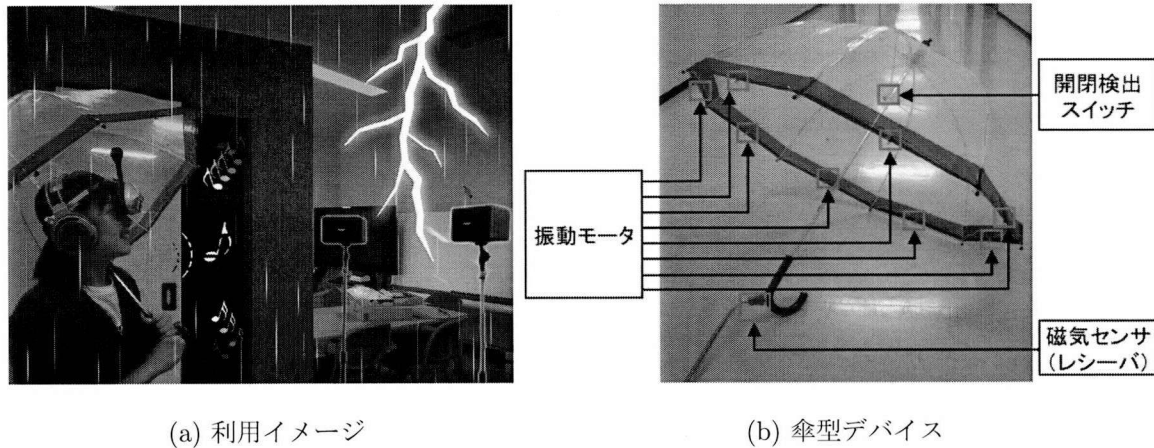 開閉検出
スイッチ
振動モータ
磁気センサ
(レシーバ)
(a) 利用イメージ
(b) 傘型デバイス